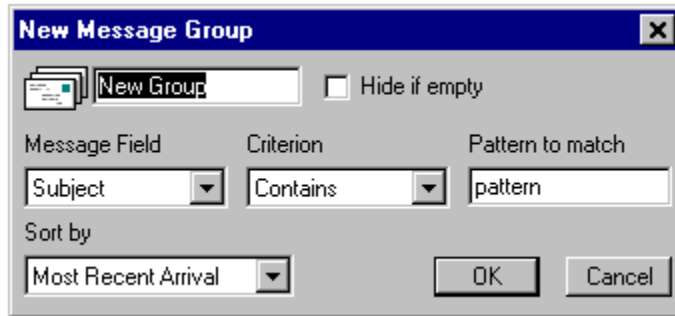 New Message Group
New Group Hide if empty
Message Field Criterion Pattern to match
Subject Contains pattern
Sort by
Most Recent Arrival OK Cancel